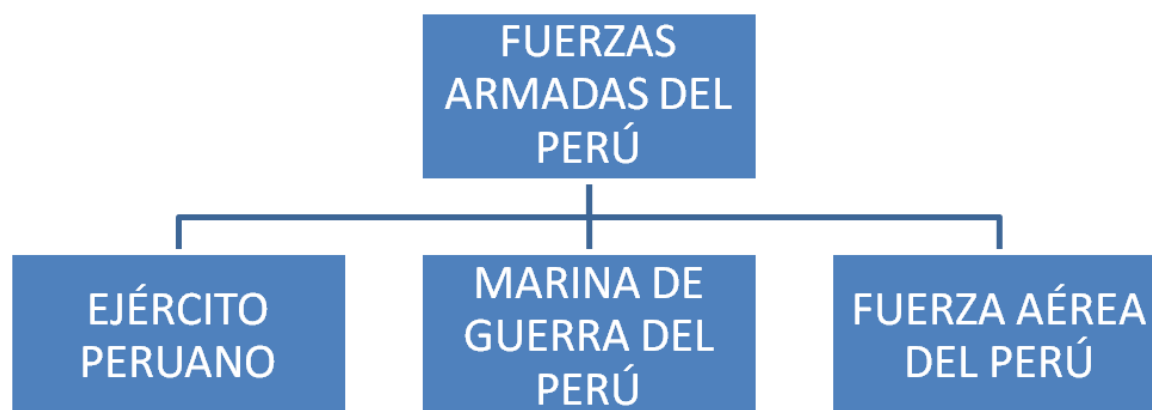 FUERZAS
ARMADAS DEL
PERÚ
EJÉRCITO
PERUANO
MARINA DE
GUERRA DEL
PERÚ
FUERZA AÉREA
DEL PERÚ